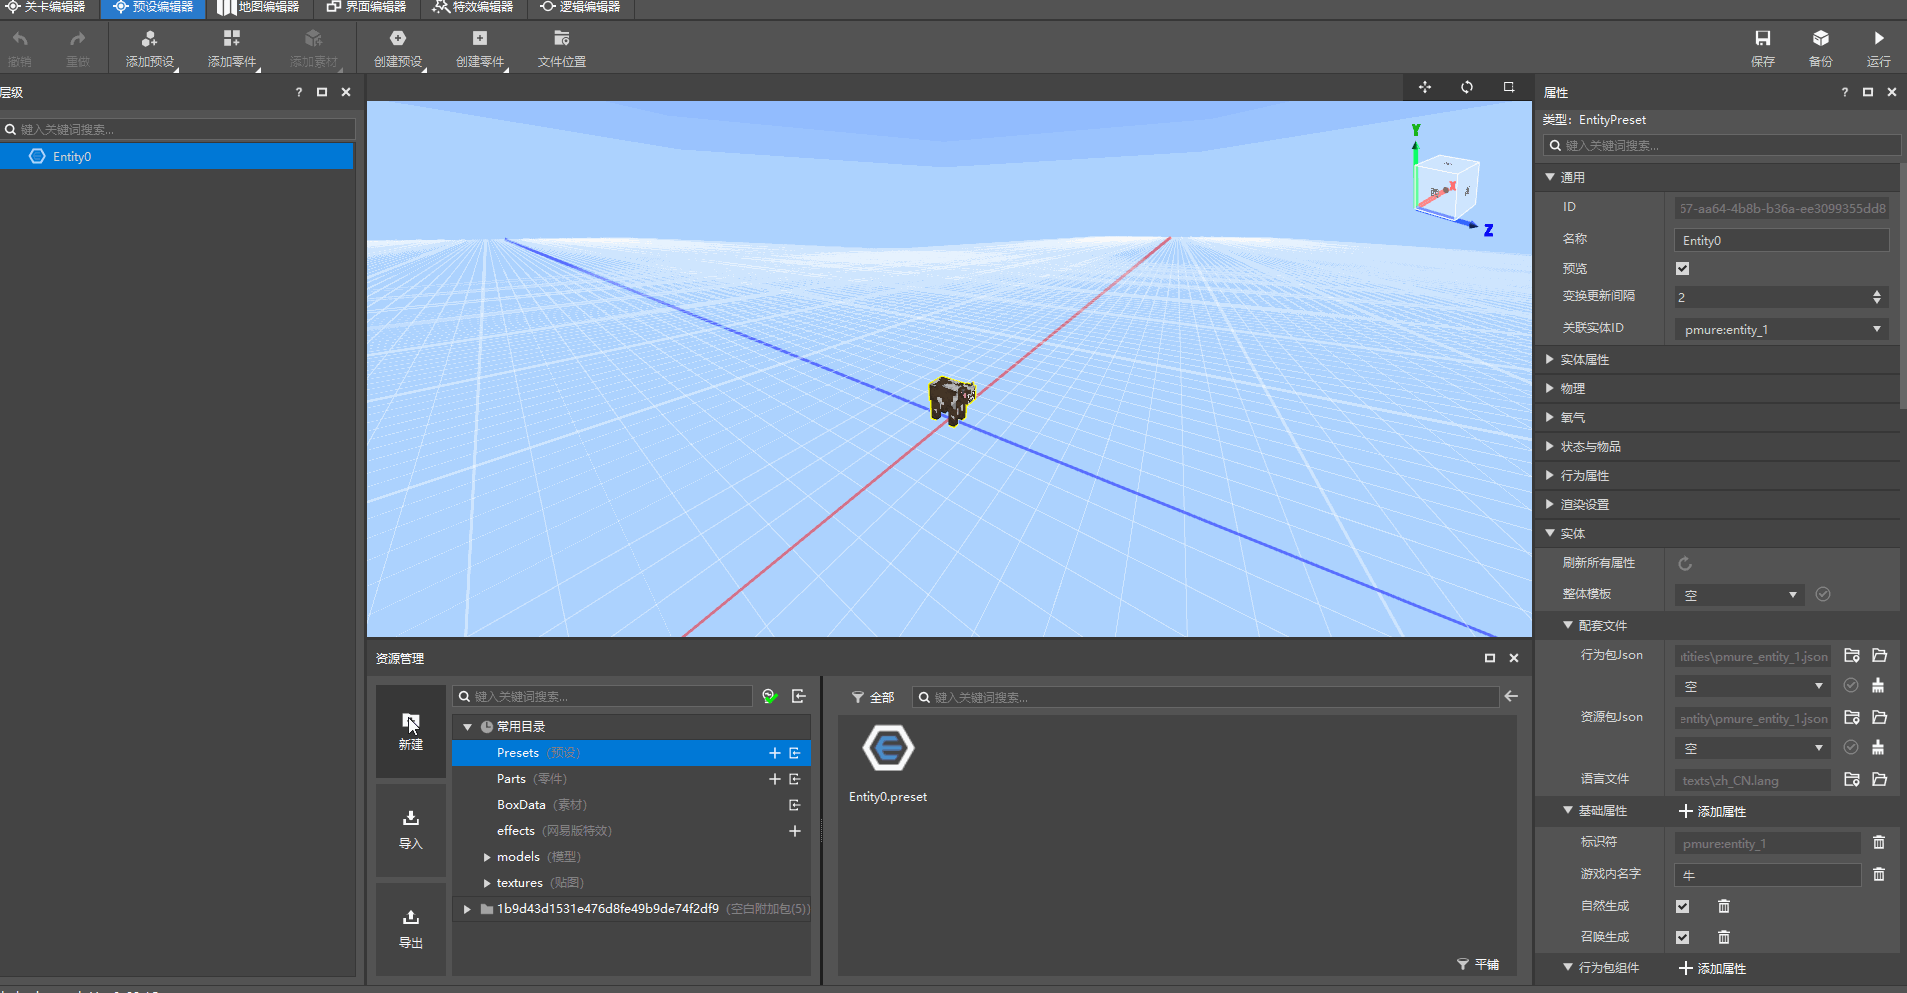 关卡编辑器
预设编辑器
地图编辑器
界面编辑器
特效编辑器
逻辑编辑器
撤销
重做
添加预设
添加零件
添加素材
创建预设
创建零件
文件位置
保存
备份
运行
层级
?
键入关键词搜索...
Entity0
Y
X
Z
属性
?
类型: EntityPreset
键入关键词搜索...
通用
ID
57-aa64-4b8b-b36a-ee3099355dd8
名称
Entity0
预览
变换更新间隔
2
关联实体ID
pmure:entity_1
实体属性
物理
氧气
状态与物品
行为属性
渲染设置
实体
刷新所有属性
整体模板
空
配套文件
行为包Json
itities\pmure_entity_1.json
空
资源包Json
entity\pmure_entity_1.json
空
语言文件
texts\zh_CN.lang
基础属性
添加属性
标识符
pmure:entity_1
游戏内名字
牛
自然生成
召唤生成
行为包组件
添加属性
资源管理
新建
导入
导出
键入关键词搜索...
常用目录
Presets (预设)
Parts (零件)
BoxData (素材)
effects (网易版特效)
models (模型)
textures (贴图)
1b9d43d1531e476d8fe49b9de74f2df9 (空白附加包(5))
全部
键入关键词搜索...
Entity0.preset
平铺